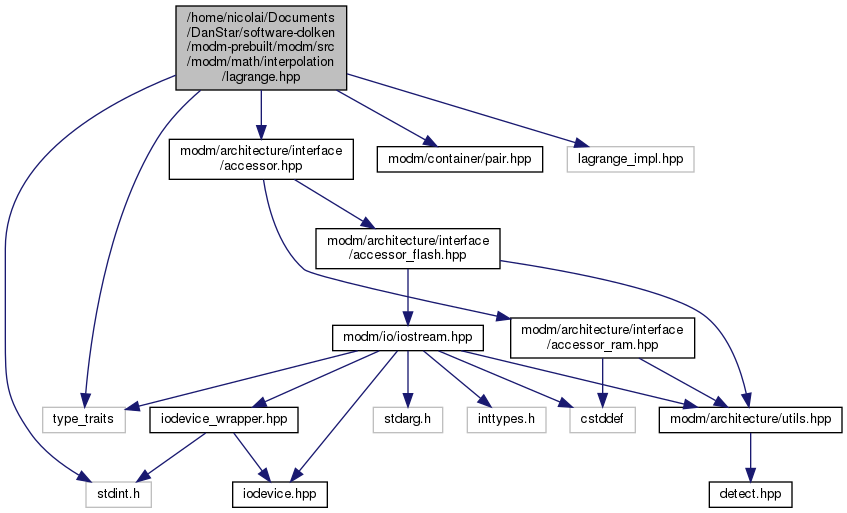 /home/nicolai/Documents
/DanStar/software-dolken
/modm-prebuilt/modm/src
/modm/math/interpolation
/lagrange.hpp
modm/architecture/interface
/accessor.hpp
modm/container/pair.hpp
lagrange_impl.hpp
modm/architecture/interface
/accessor_flash.hpp
modm/io/iostream.hpp
modm/architecture/interface
/accessor_ram.hpp
type_traits
iodevice_wrapper.hpp
stdarg.h
inttypes.h
cstddef
modm/architecture/utils.hpp
stdint.h
iodevice.hpp
detect.hpp